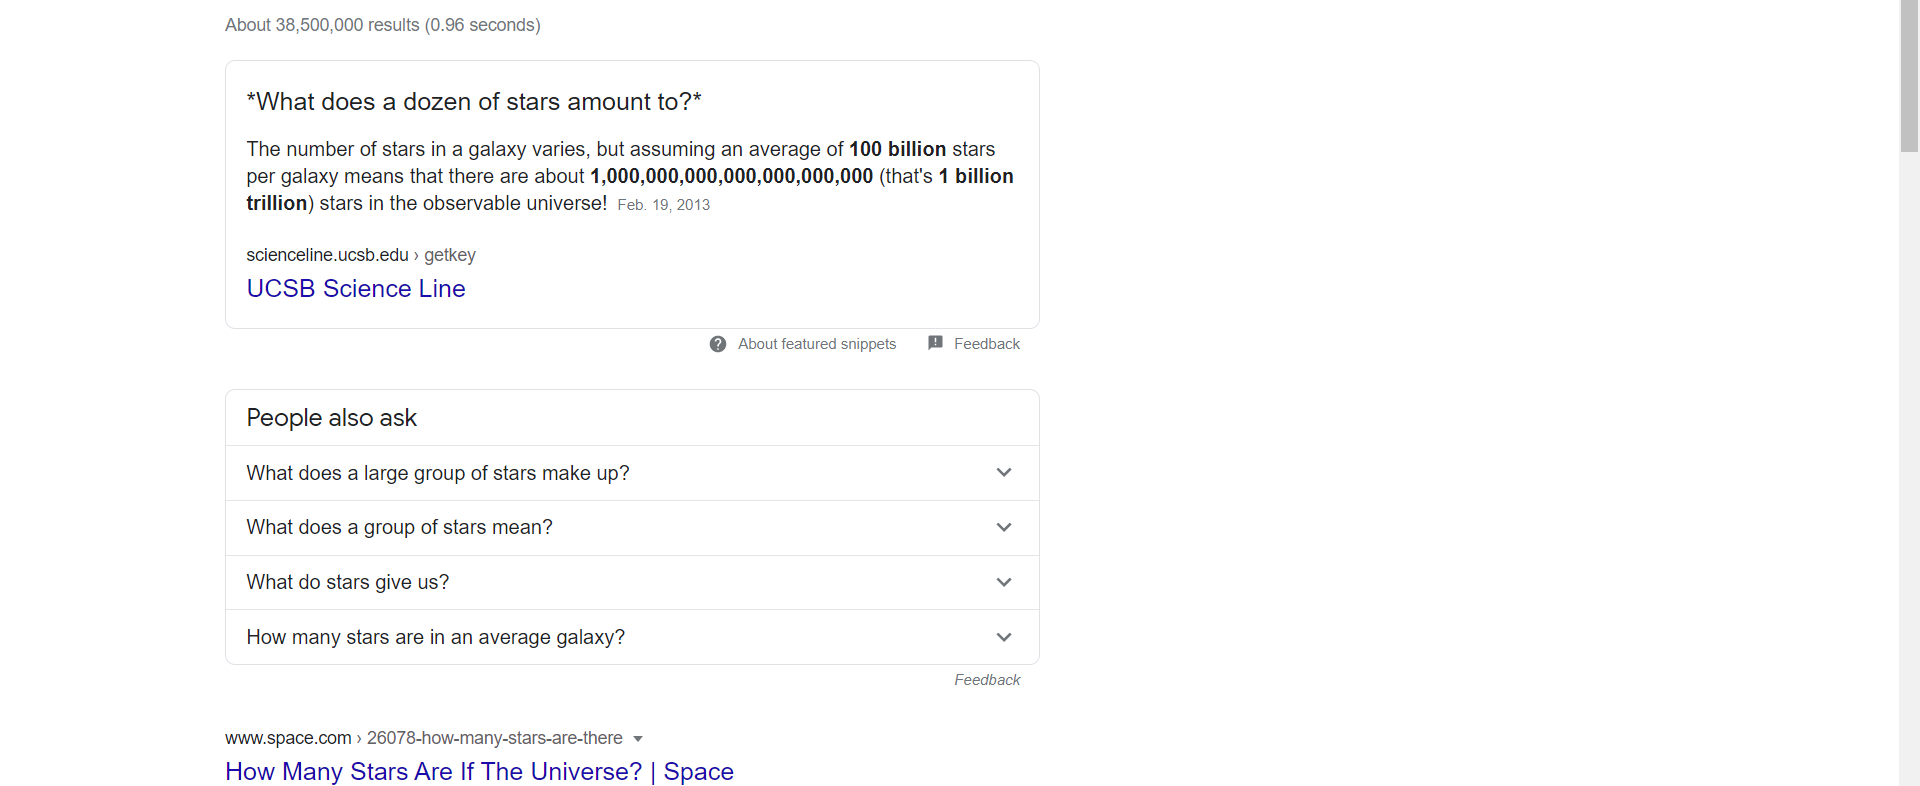 About 38,500,000 results (0.96 seconds)
*What does a dozen of stars amount to?*
The number of stars in a galaxy varies, but assuming an average of 100 billion stars
per galaxy means that there are about 1,000,000,000,000,000,000,000 (that's 1 billion
trillion) stars in the observable universe! Feb. 19, 2013
scienceline.ucsb.edu › getkey
UCSB Science Line
About featured snippets Feedback
People also ask
What does a large group of stars make up?
What does a group of stars mean?
What do stars give us?
How many stars are in an average galaxy?
Feedback
www.space.com › 26078-how-many-stars-are-there
How Many Stars Are If The Universe? | Space